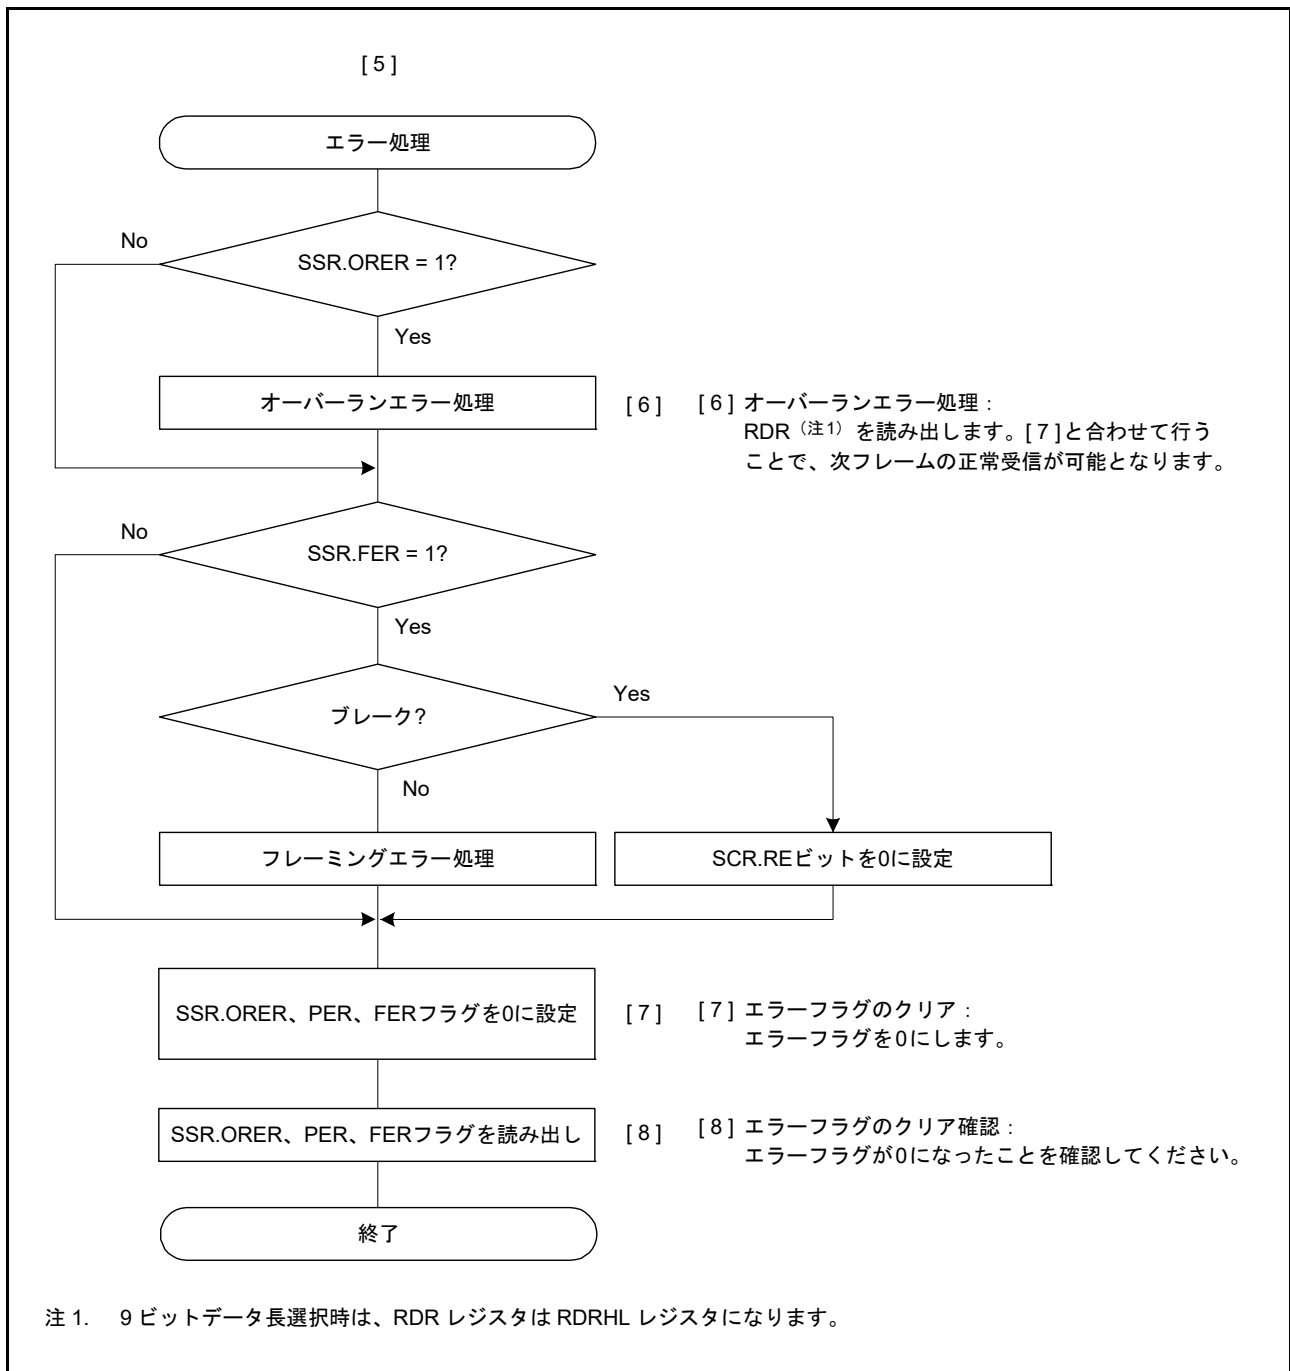 [ 5 ]
エラー処理
No
SSR.ORER = 1?
Yes
オーバーランエラー処理
[ 6 ]
[ 6 ] オーバーランエラー処理：
RDR（注1）を読み出します。[ 7 ]と合わせて行う
ことで、次フレームの正常受信が可能となります。
No
SSR.FER = 1?
Yes
ブレーク?
Yes
No
フレーミングエラー処理
SCR.REビットを0に設定
SSR.ORER、PER、FERフラグを0に設定
[ 7 ]
[ 7 ] エラーフラグのクリア：
エラーフラグを0にします。
SSR.ORER、PER、FERフラグを読み出し
[ 8 ]
[ 8 ] エラーフラグのクリア確認：
エラーフラグが0になったことを確認してください。
終了
注 1. 9 ビットデータ長選択時は、RDR レジスタは RDRHL レジスタになります。